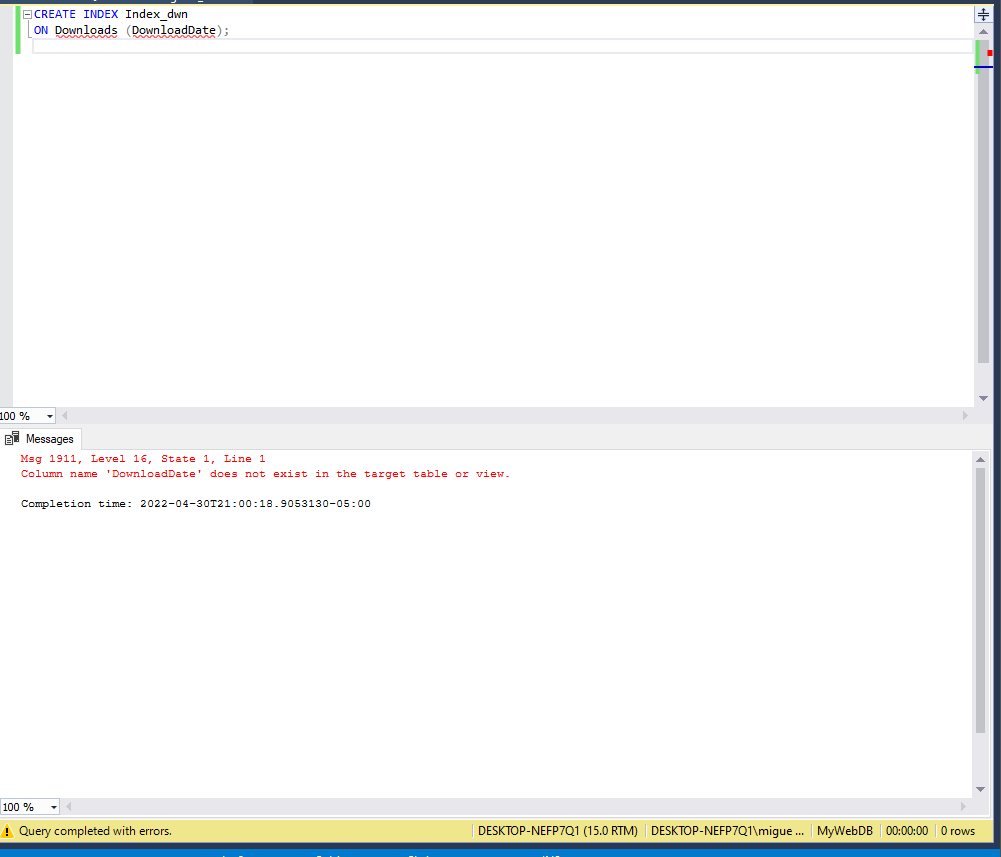 CREATE INDEX Index_dwn
ON Downloads (DownloadDate);
100 %
Messages
Msg 1911, Level 16, State 1, Line 1
Column name 'DownloadDate' does not exist in the target table or view.
Completion time: 2022-04-30T21:00:18.9053130-05:00
100 %
Query completed with errors. DESKTOP-NEFP7Q1 (15.0 RTM) DESKTOP-NEFP7Q1\migue ... MyWebDB 00:00:00 0 rows